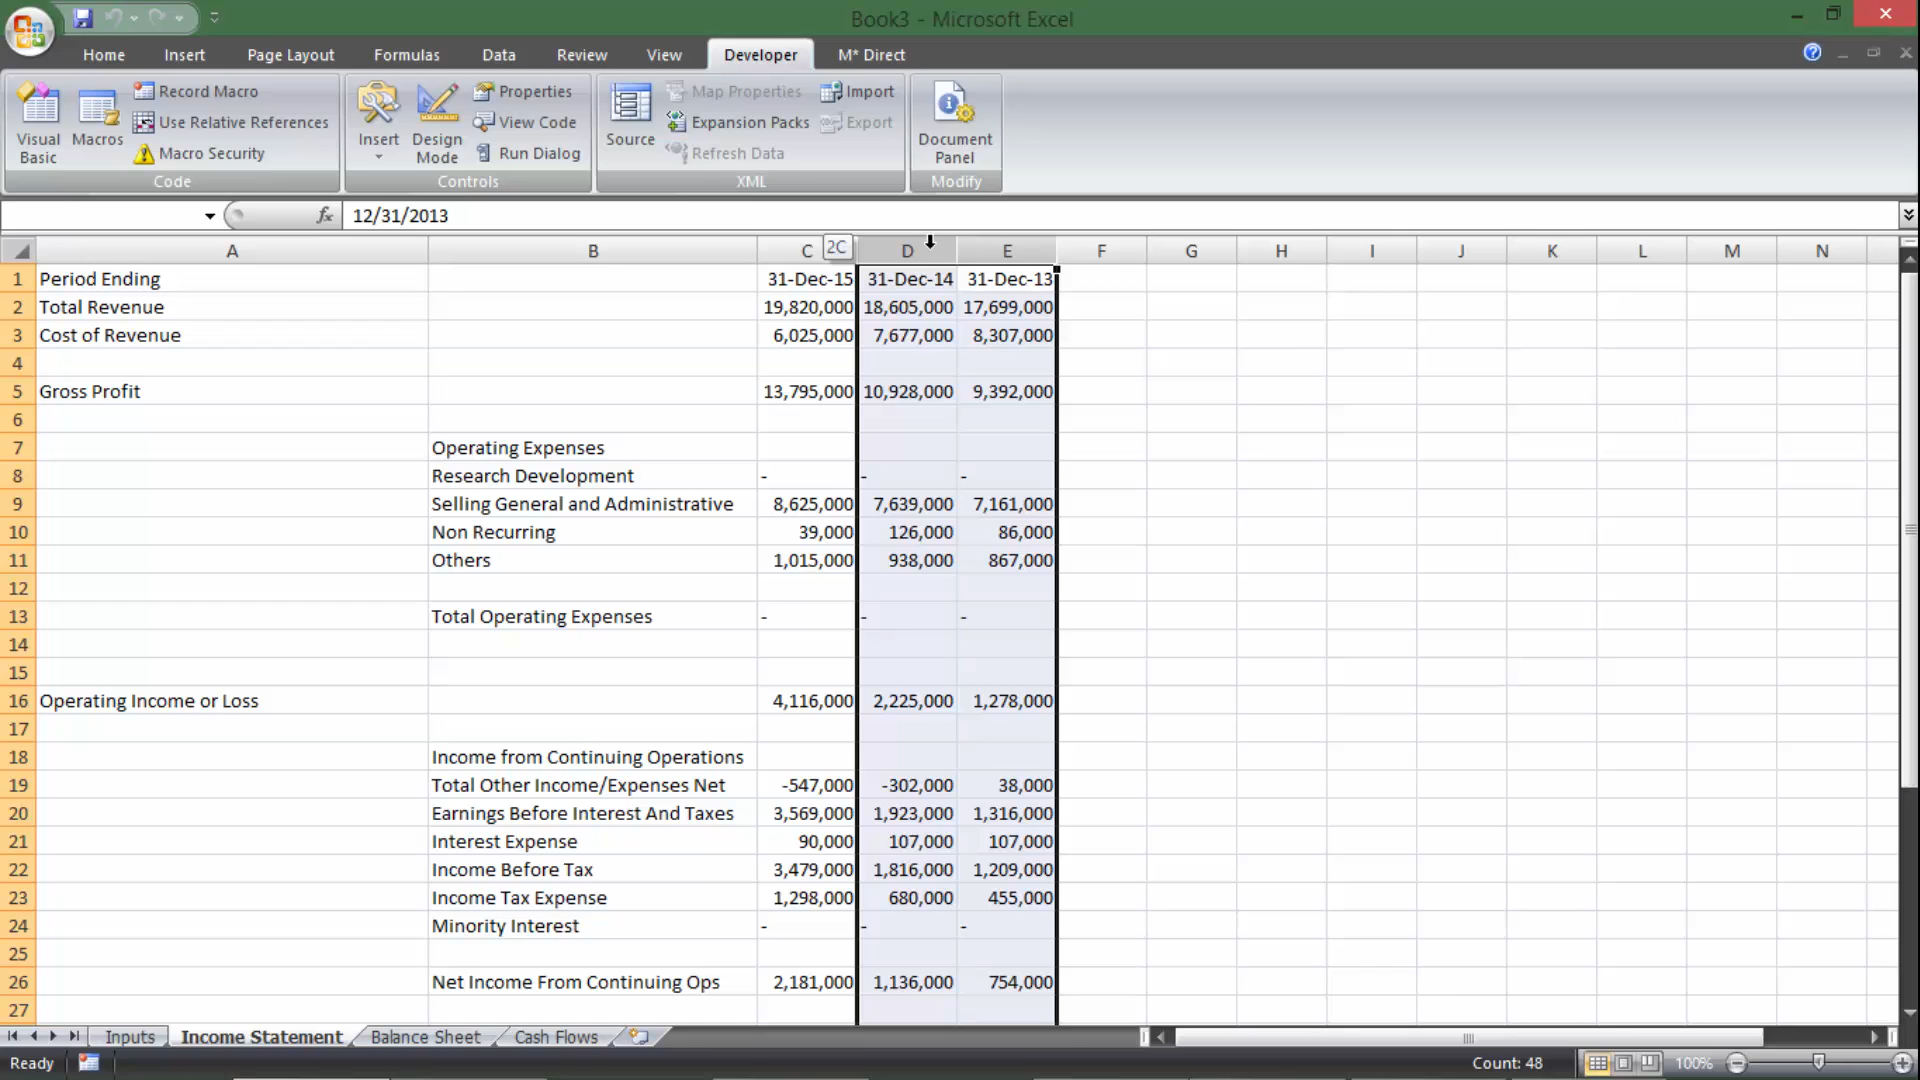 Book3 - Microsoft Excel
Home Insert Page Layout Formulas Data Review View Developer M* Direct
Visual Basic
Macros
Record Macro
Use Relative References
Macro Security
Code
Insert
Design Mode
Properties
View Code
Run Dialog
Controls
Source
Map Properties
Expansion Packs
Refresh Data
Import
Export
XML
Document Panel
Modify
fx 12/31/2013
A B C 2C D E F G H I J K L M N
1 Period Ending 31-Dec-15 31-Dec-14 31-Dec-13
2 Total Revenue 19,820,000 18,605,000 17,699,000
3 Cost of Revenue 6,025,000 7,677,000 8,307,000
4
5 Gross Profit 13,795,000 10,928,000 9,392,000
6
7 Operating Expenses
8 Research Development - - -
9 Selling General and Administrative 8,625,000 7,639,000 7,161,000
10 Non Recurring 39,000 126,000 86,000
11 Others 1,015,000 938,000 867,000
12
13 Total Operating Expenses - - -
14
15
16 Operating Income or Loss 4,116,000 2,225,000 1,278,000
17
18 Income from Continuing Operations
19 Total Other Income/Expenses Net -547,000 -302,000 38,000
20 Earnings Before Interest And Taxes 3,569,000 1,923,000 1,316,000
21 Interest Expense 90,000 107,000 107,000
22 Income Before Tax 3,479,000 1,816,000 1,209,000
23 Income Tax Expense 1,298,000 680,000 455,000
24 Minority Interest - - -
25
26 Net Income From Continuing Ops 2,181,000 1,136,000 754,000
27
Inputs Income Statement Balance Sheet Cash Flows
Ready Count: 48 100%